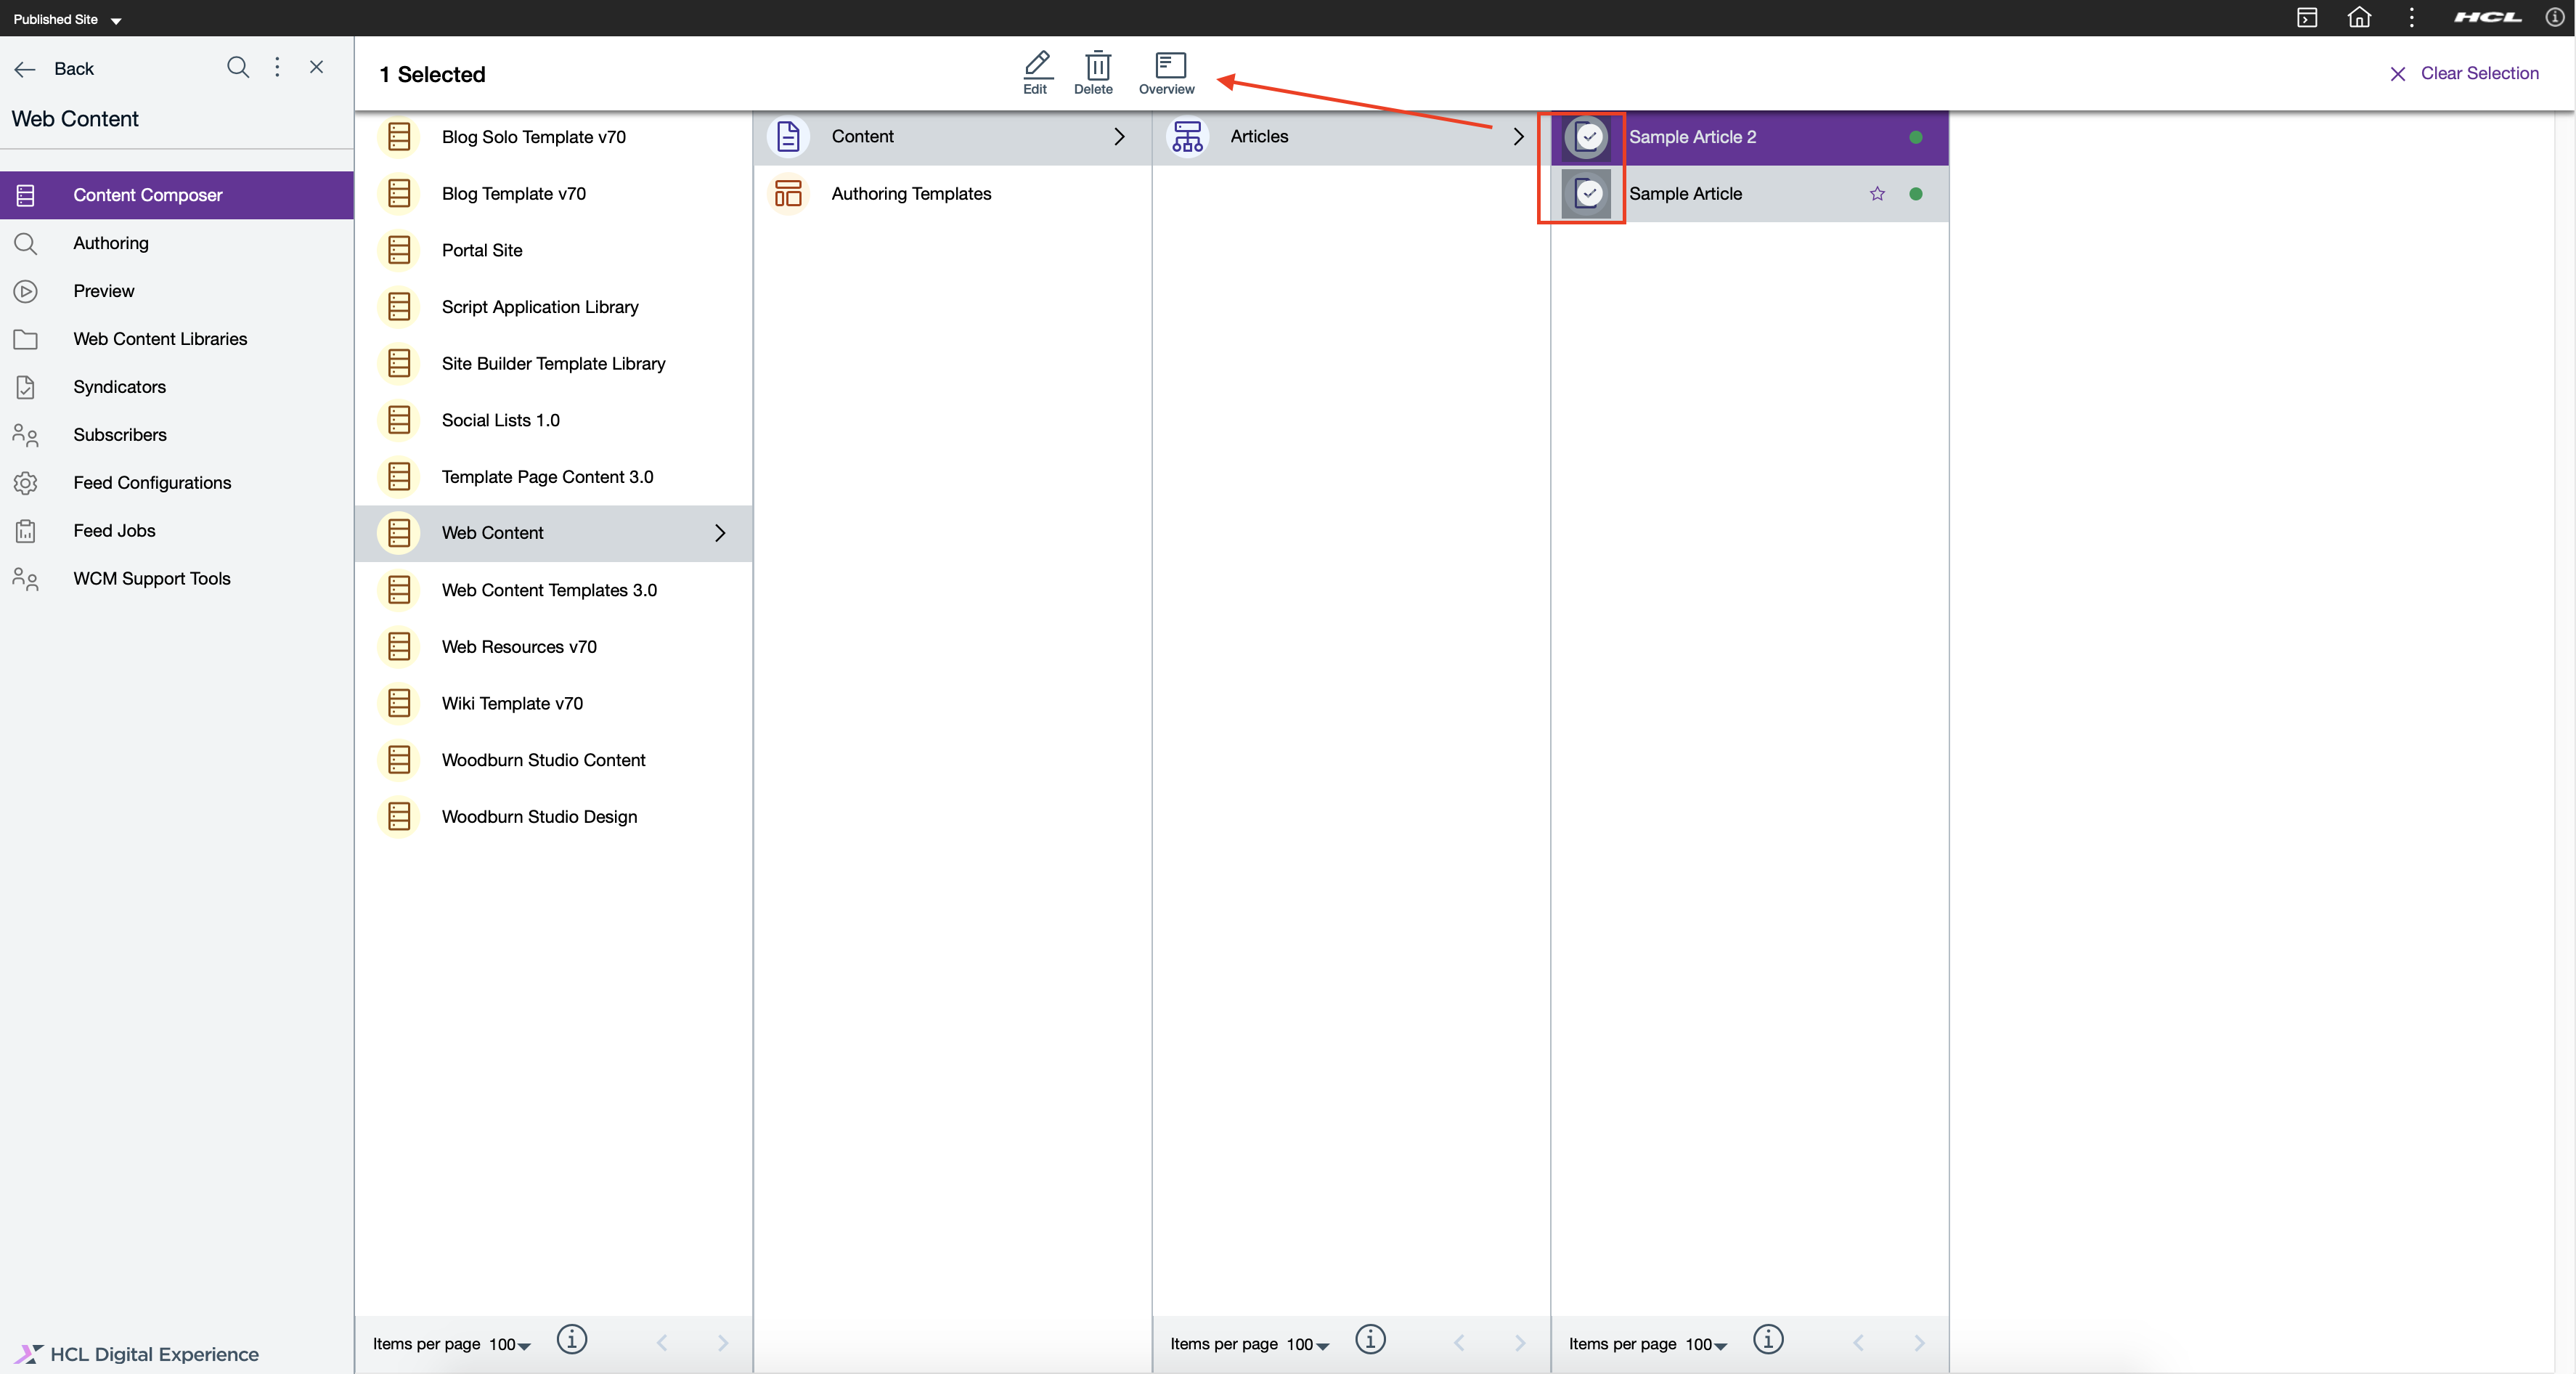 Published Site
HCL
Back
Web Content
Content Composer
Authoring
Preview
Web Content Libraries
Syndicators
Subscribers
Feed Configurations
Feed Jobs
WCM Support Tools
HCL Digital Experience
1 Selected
Edit
Delete
Overview
Clear Selection
Blog Solo Template v70
Blog Template v70
Portal Site
Script Application Library
Site Builder Template Library
Social Lists 1.0
Template Page Content 3.0
Web Content
Web Content Templates 3.0
Web Resources v70
Wiki Template v70
Woodburn Studio Content
Woodburn Studio Design
Items per page 100
Content
Authoring Templates
Articles
Items per page 100
Sample Article 2
Sample Article
Items per page 100